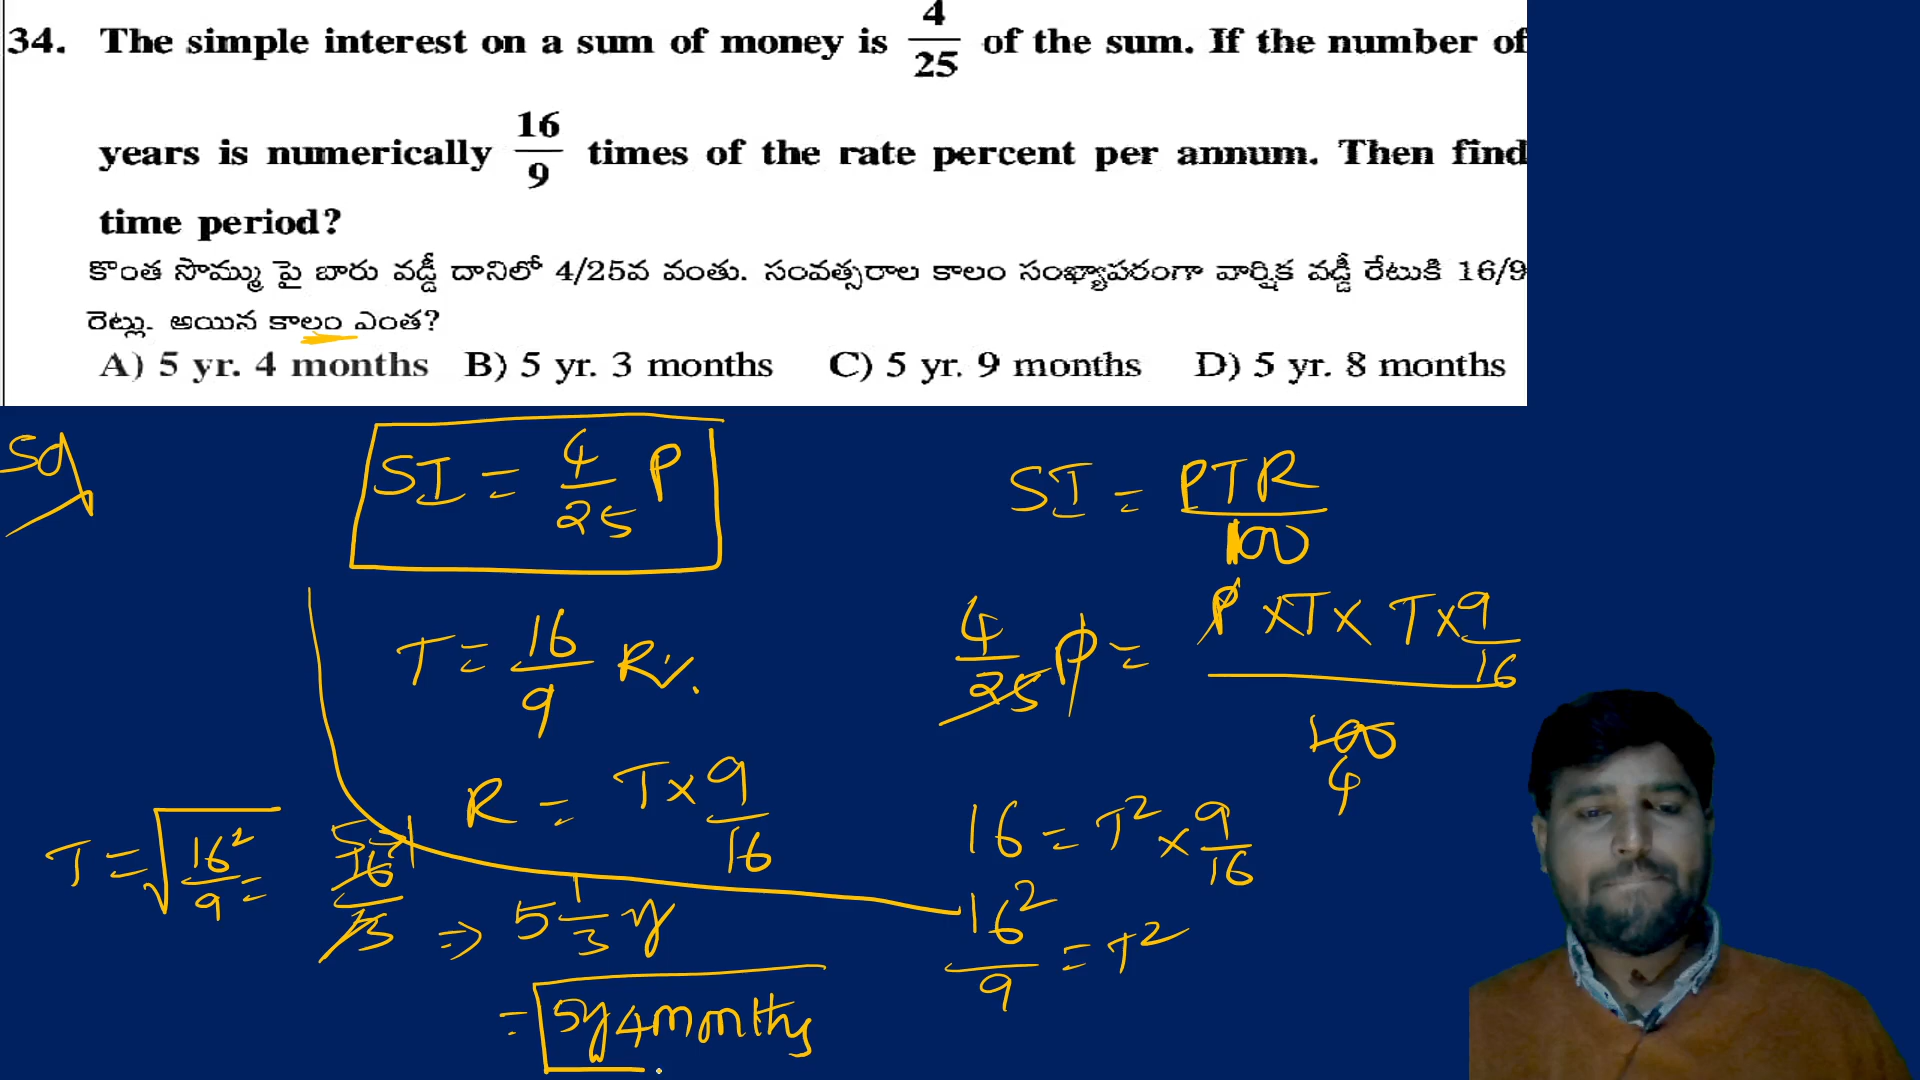 34. The simple interest on a sum of money is 4/25 of the sum. If the number of
years is numerically 16/9 times of the rate percent per annum. Then find
time period?
కొంత సొమ్ము పై బారు వడ్డీ దానిలో 4/25వ వంతు. సంవత్సరాల కాలం సంఖ్యాపరంగా వార్షిక వడ్డీ రేటుకి 16/9
రెట్లు. అయిన కాలం ఎంత?
A) 5 yr. 4 months B) 5 yr. 3 months C) 5 yr. 9 months D) 5 yr. 8 months
SI = 4/25 P
T = 16/9 R%.
R = T × 9/16
SI = PTR/100
4/25 P = P × T × T × 9/16 / 100
4
16 = T² × 9/16
16²/9 = T²
T = √16²/9 = 16/3 ⇒ 5 1/3 y
= 5y 4 months